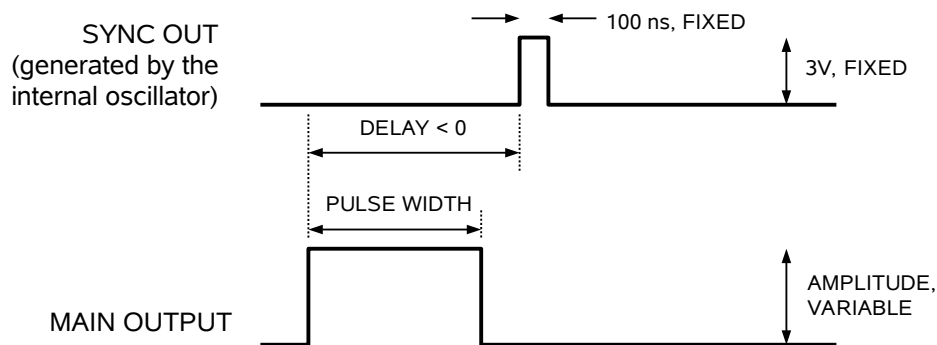 100 ns, FIXED
SYNC OUT
(generated by the
internal oscillator)
3V, FIXED
DELAY < 0
PULSE WIDTH
AMPLITUDE,
VARIABLE
MAIN OUTPUT